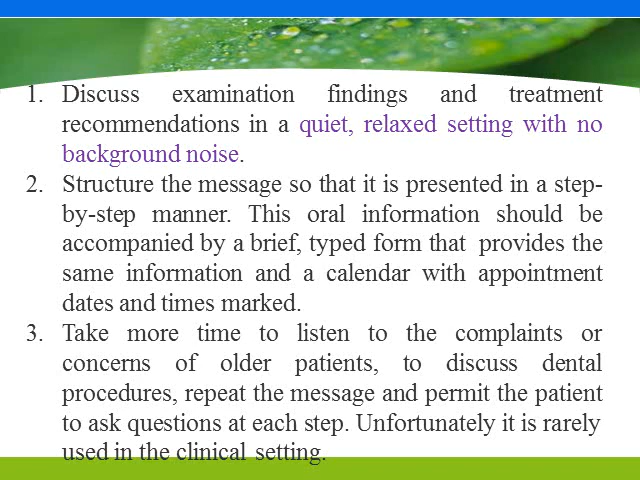 1. Discuss examination findings and treatment
recommendations in a quiet, relaxed setting with no
background noise.
2. Structure the message so that it is presented in a step-
by-step manner. This oral information should be
accompanied by a brief, typed form that provides the
same information and a calendar with appointment
dates and times marked.
3. Take more time to listen to the complaints or
concerns of older patients, to discuss dental
procedures, repeat the message and permit the patient
to ask questions at each step. Unfortunately it is rarely
used in the clinical setting.